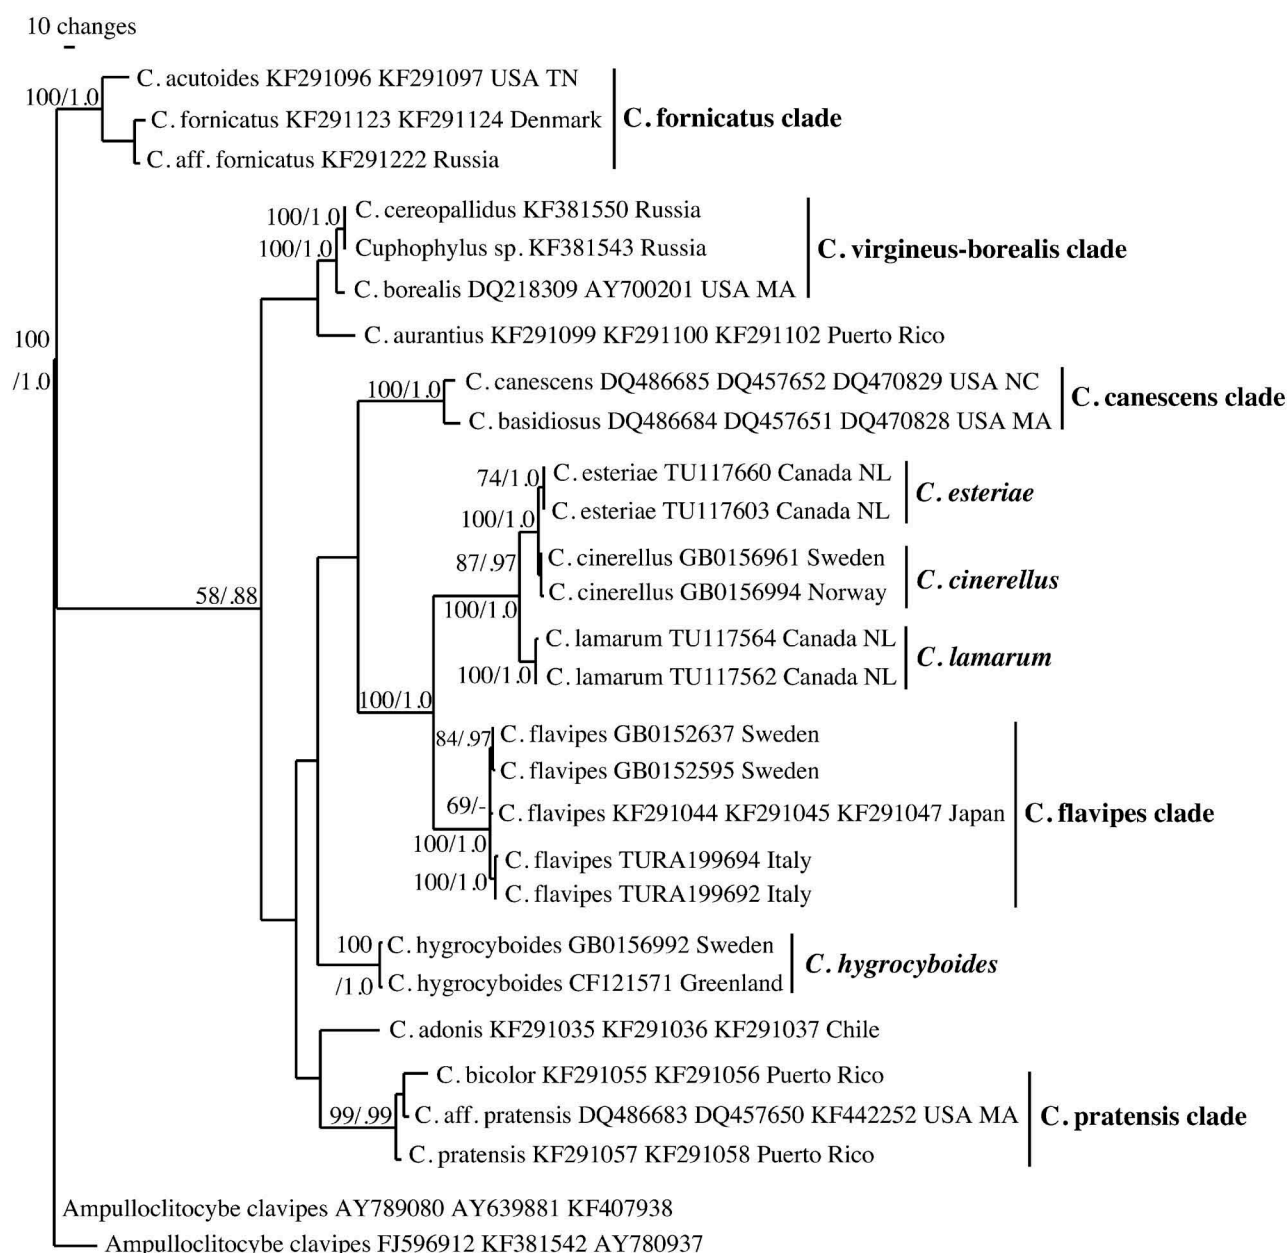 10 changes
C. acutoides KF291096 KF291097 USA TN
100/1.0
C. fornicatus KF291123 KF291124 Denmark
C. fornicatus clade
C. aff. fornicatus KF291222 Russia
C. cereopallidus KF381550 Russia
100/1.0
Cuphophylus sp. KF381543 Russia
100/1.0
C. virgineus-borealis clade
C. borealis DQ218309 AY700201 USA MA
C. aurantius KF291099 KF291100 KF291102 Puerto Rico
100
/1.0
C. canescens DQ486685 DQ457652 DQ470829 USA NC
100/1.0
C. canescens clade
C. basidiosus DQ486684 DQ457651 DQ470828 USA MA
C. esteriae TU117660 Canada NL
74/1.0
C. esteriae
C. esteriae TU117603 Canada NL
100/1.0
C. cinerellus GB0156961 Sweden
87/.97
C. cinerellus
C. cinerellus GB0156994 Norway
58/.88
100/1.0
C. lamarum TU117564 Canada NL
C. lamarum
C. lamarum TU117562 Canada NL
100/1.0
100/1.0
C. flavipes GB0152637 Sweden
84/.97
C. flavipes GB0152595 Sweden
69/-
C. flavipes KF291044 KF291045 KF291047 Japan
C. flavipes clade
100/1.0
C. flavipes TURA199694 Italy
100/1.0
C. flavipes TURA199692 Italy
100
C. hygrocyboides GB0156992 Sweden
C. hygrocyboides
/1.0
C. hygrocyboides CF121571 Greenland
C. adonis KF291035 KF291036 KF291037 Chile
C. bicolor KF291055 KF291056 Puerto Rico
99/.99
C. aff. pratensis DQ486683 DQ457650 KF442252 USA MA
C. pratensis clade
C. pratensis KF291057 KF291058 Puerto Rico
Ampulloclitocybe clavipes AY789080 AY639881 KF407938
Ampulloclitocybe clavipes FJ596912 KF381542 AY780937